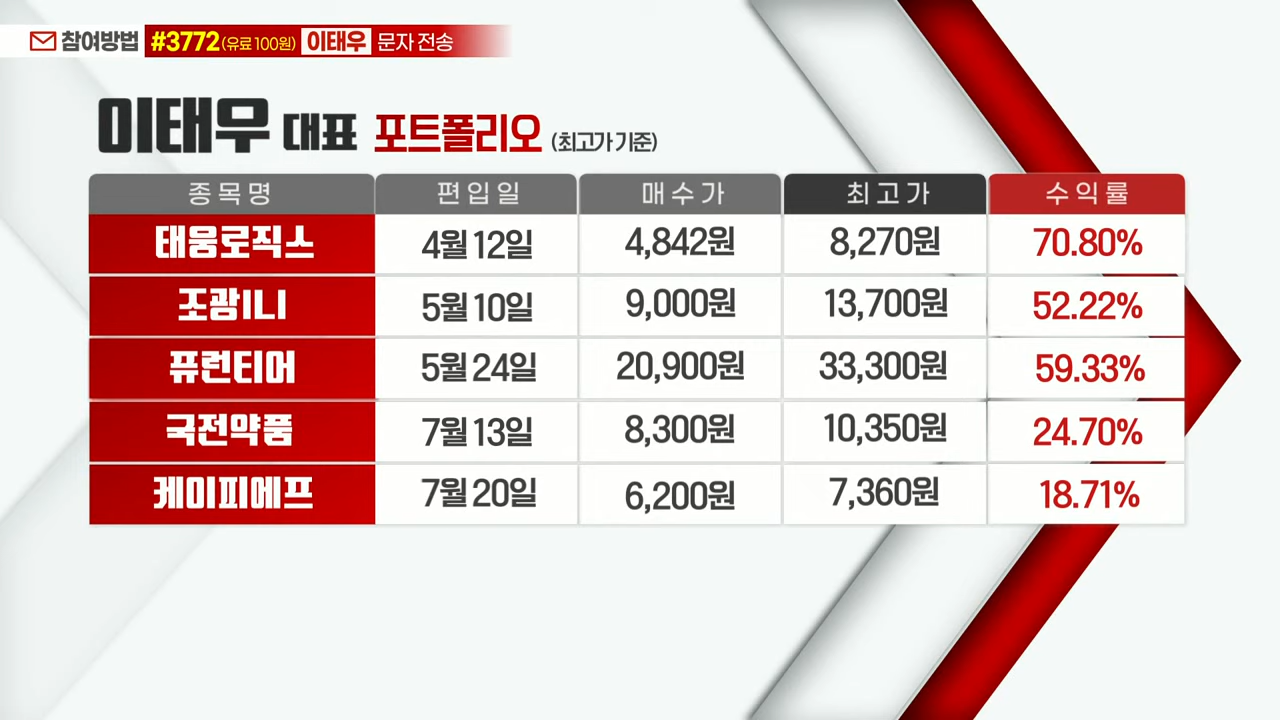 참여방법 #3772(유료 100원) 이태우 문자 전송
이태우 대표 포트폴리오 (최고가 기준)
종목명 편입일 매수가 최고가 수익률
태웅로직스 4월 12일 4,842원 8,270원 70.80%
조광ILI 5월 10일 9,000원 13,700원 52.22%
퓨런티어 5월 24일 20,900원 33,300원 59.33%
국전약품 7월 13일 8,300원 10,350원 24.70%
케이피에프 7월 20일 6,200원 7,360원 18.71%